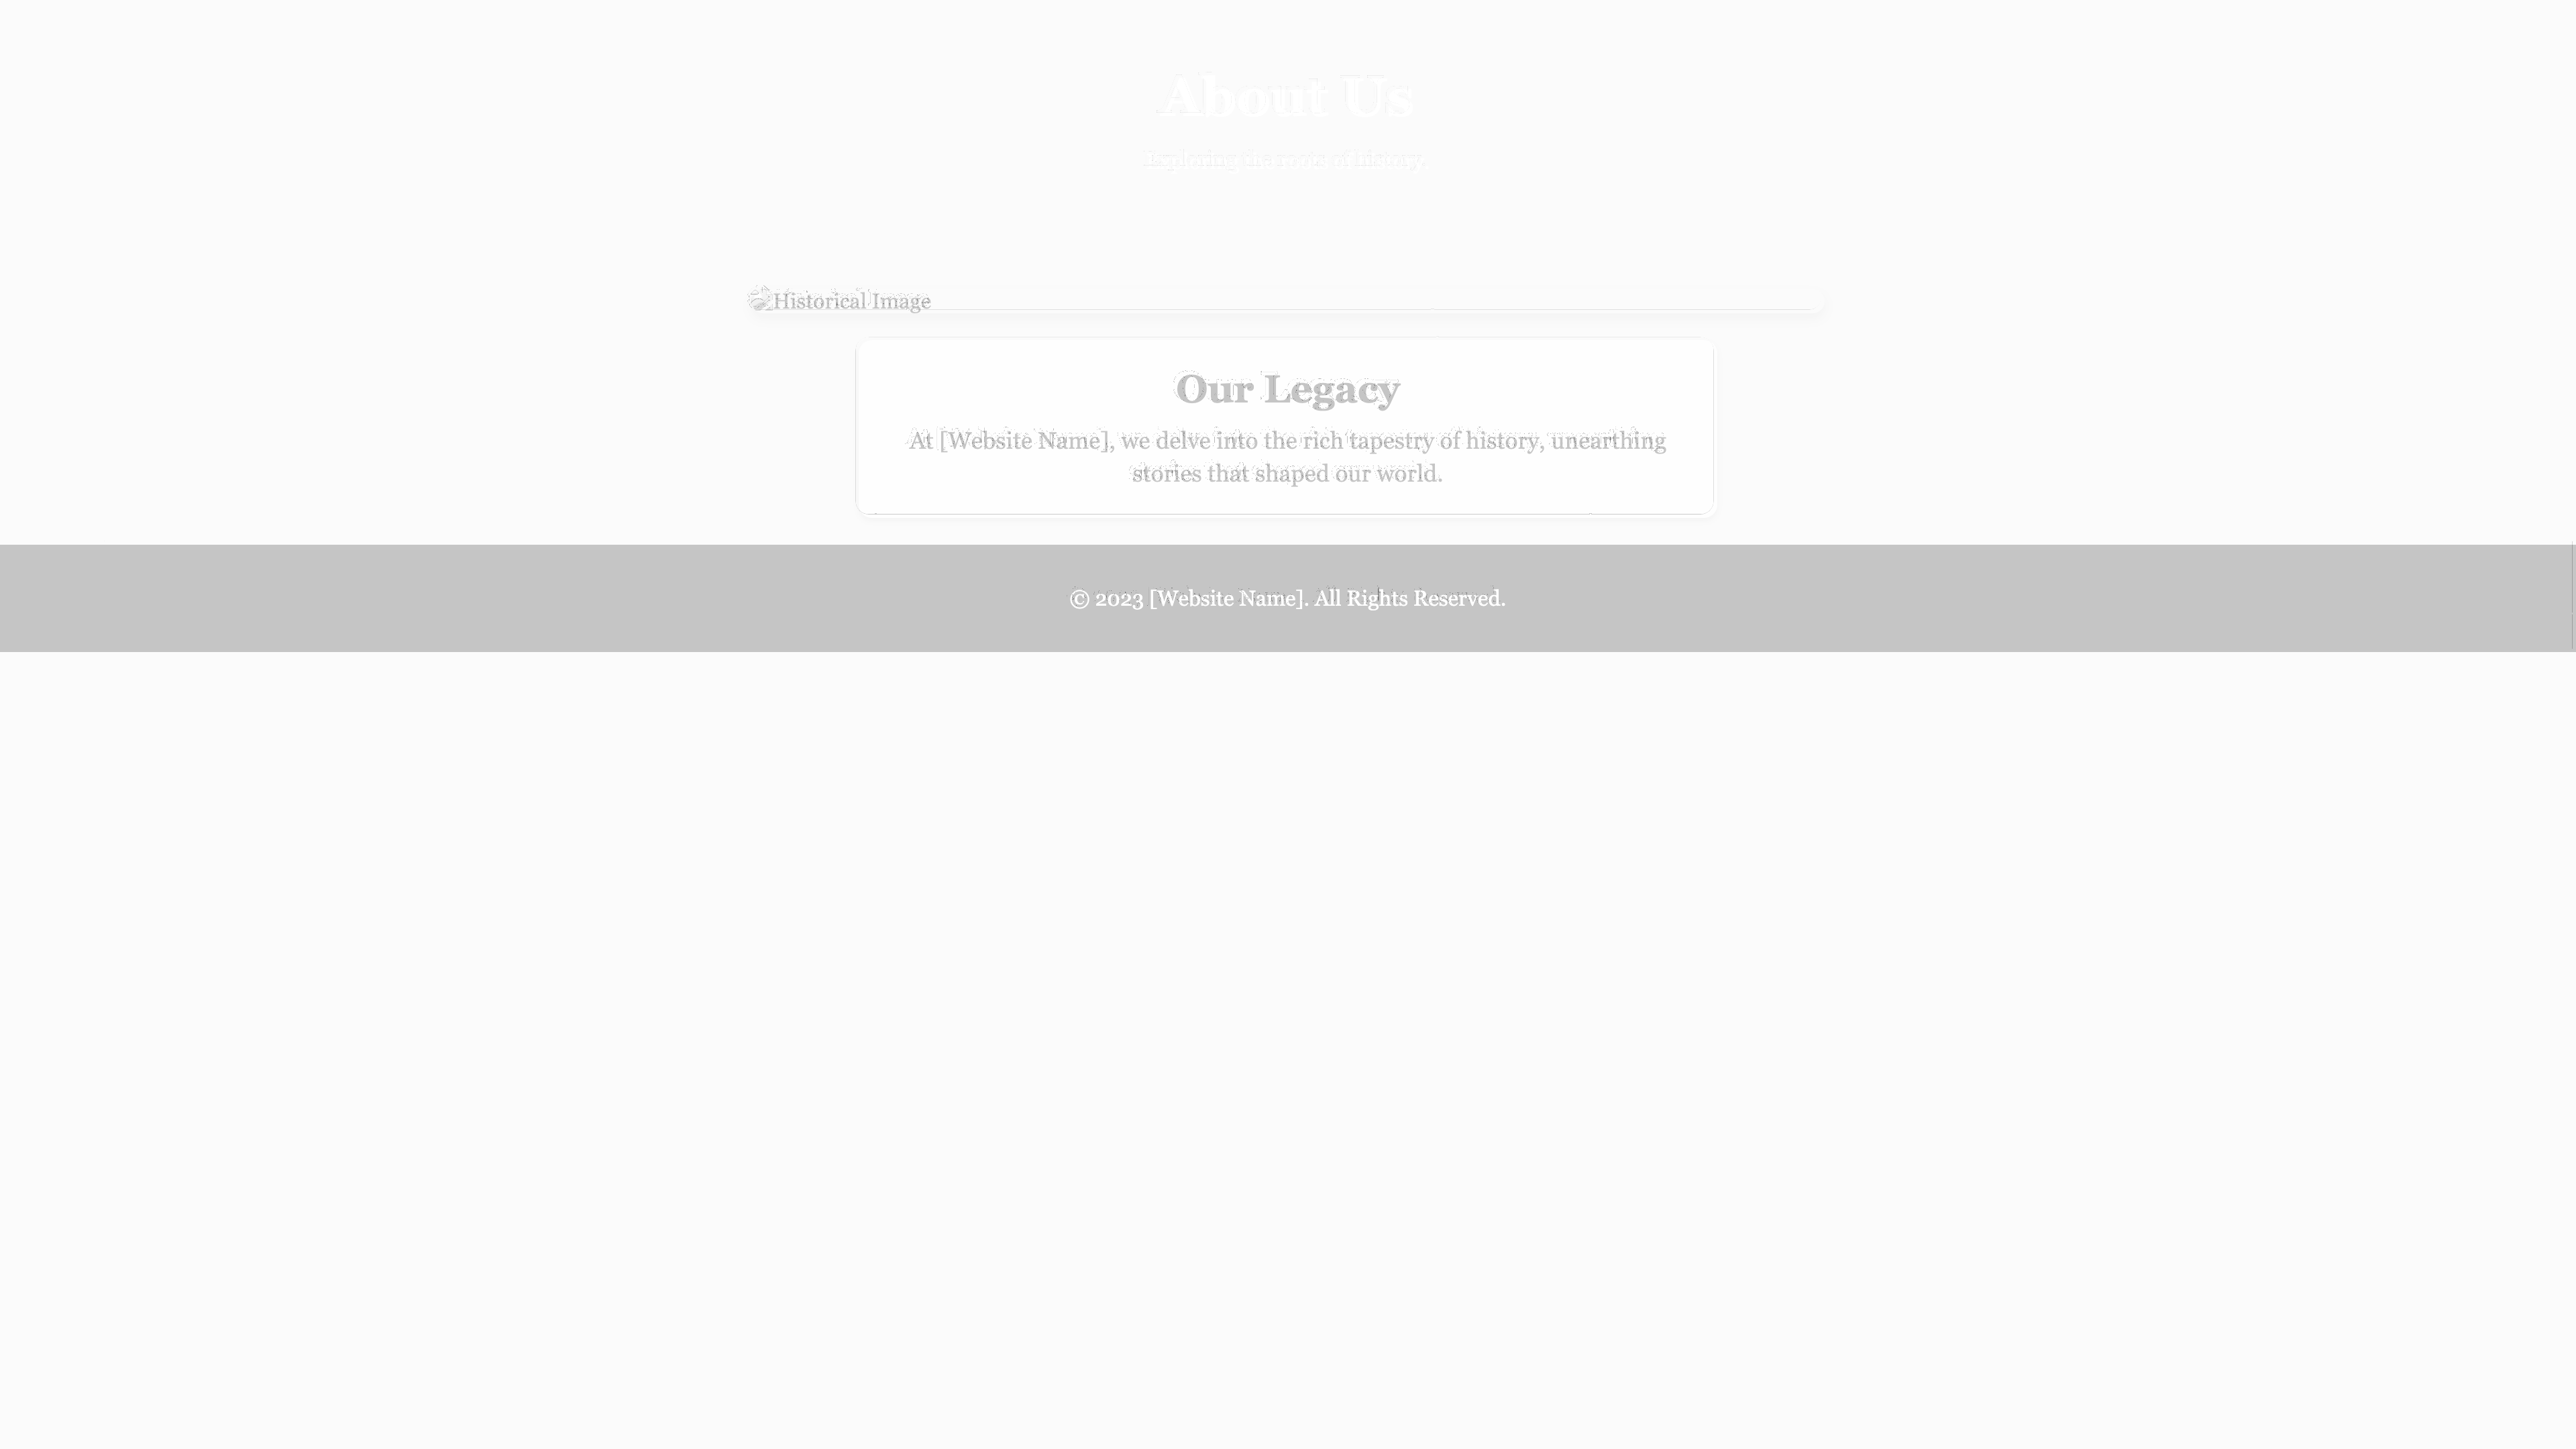 About Us
Exploring the roots of history.
Historical Image
Our Legacy
At [Website Name], we delve into the rich tapestry of history, unearthing
stories that shaped our world.
© 2023 [Website Name]. All Rights Reserved.